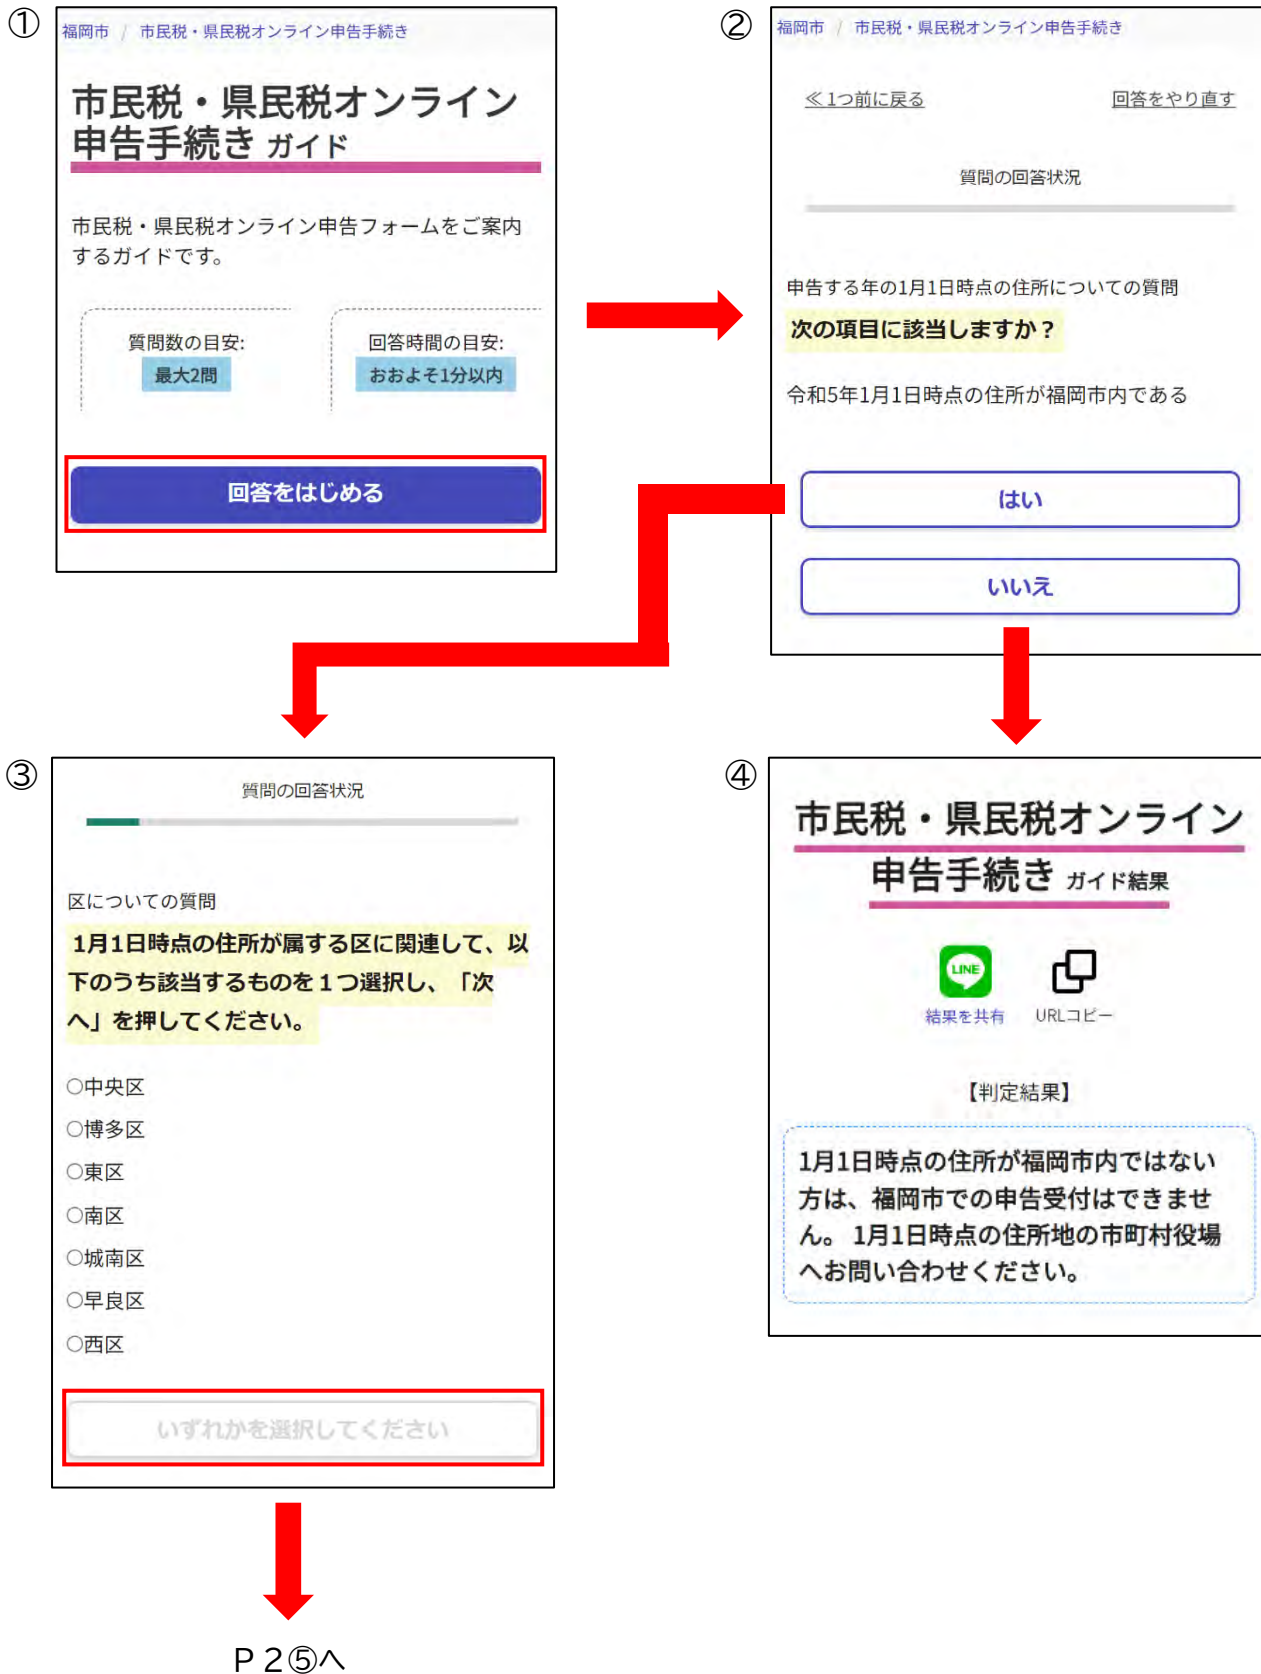 ①
福岡市 / 市民税・県民税オンライン申告手続き
市民税・県民税オンライン
申告手続き ガイド
市民税・県民税オンライン申告フォームをご案内
するガイドです。
質問数の目安:
最大2問
回答時間の目安:
おおよそ1分以内
回答をはじめる
②
福岡市 / 市民税・県民税オンライン申告手続き
≪1つ前に戻る
回答をやり直す
質問の回答状況
申告する年の1月1日時点の住所についての質問
次の項目に該当しますか？
令和5年1月1日時点の住所が福岡市内である
はい
いいえ
③
質問の回答状況
区についての質問
1月1日時点の住所が属する区に関連して、以
下のうち該当するものを１つ選択し、「次
へ」を押してください。
○中央区
○博多区
○東区
○南区
○城南区
○早良区
○西区
いずれかを選択してください
Ｐ２⑤へ
④
市民税・県民税オンライン
申告手続き ガイド結果
LINE
結果を共有
URLコピー
【判定結果】
1月1日時点の住所が福岡市内ではない
方は、福岡市での申告受付はできませ
ん。 1月1日時点の住所地の市町村役場
へお問い合わせください。